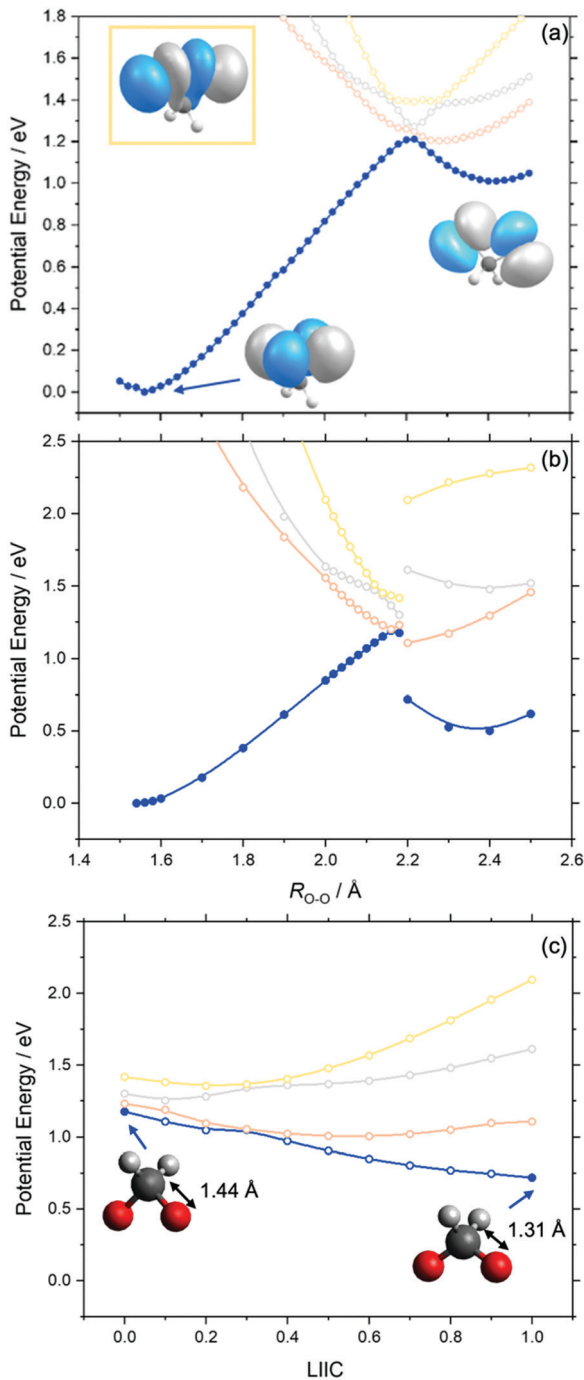 (a)
Potential Energy / eV
1.8
1.6
1.4
1.2
1.0
0.8
0.6
0.4
0.2
0.0
(b)
Potential Energy / eV
2.5
2.0
1.5
1.0
0.5
0.0
1.4 1.6 1.8 2.0 2.2 2.4 2.6
R_O-O / Å
(c)
Potential Energy / eV
2.5
2.0
1.5
1.0
0.5
0.0
1.44 Å
1.31 Å
0.0 0.2 0.4 0.6 0.8 1.0
LIIC